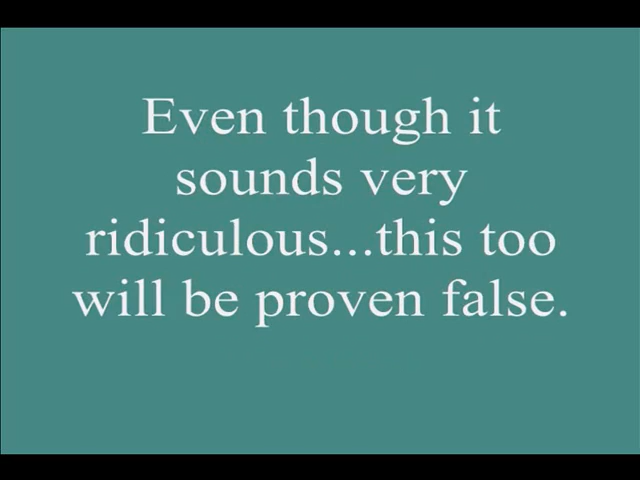 Even though it
sounds very
ridiculous...this too
will be proven false.